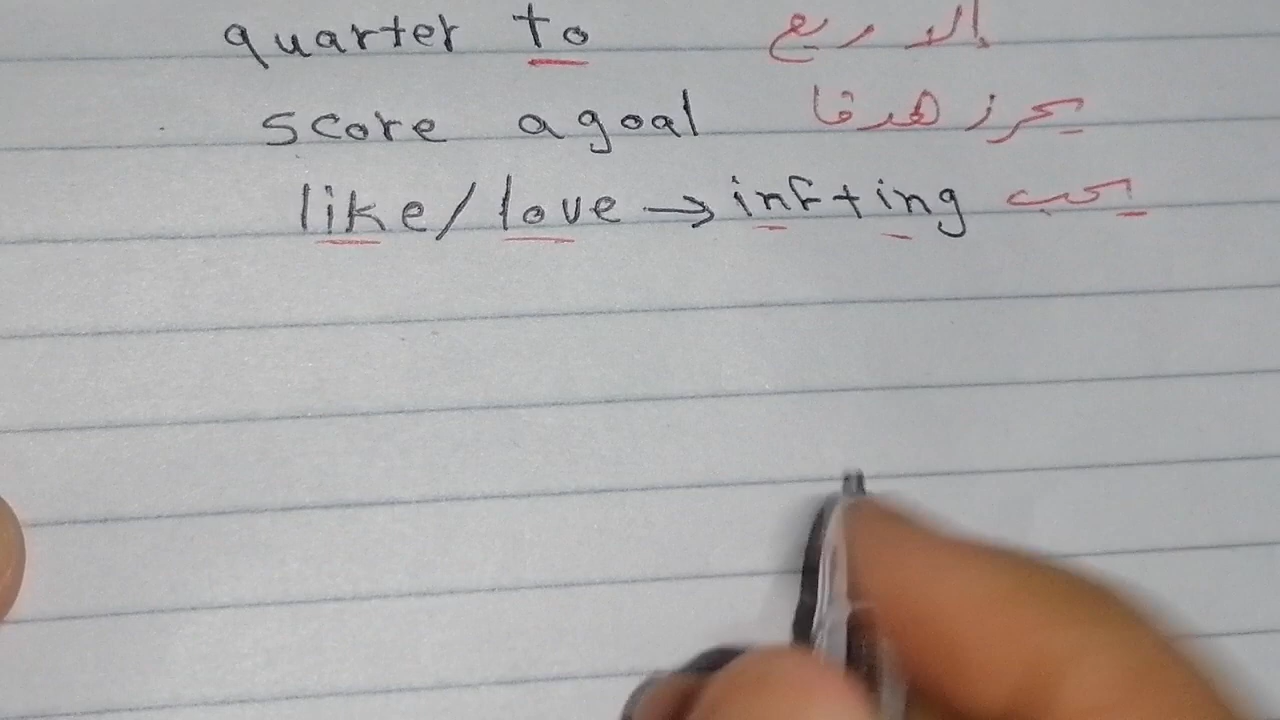 quarter to إلا ربع
score a goal يحرز هدفا
like/love → inf + ing يحب